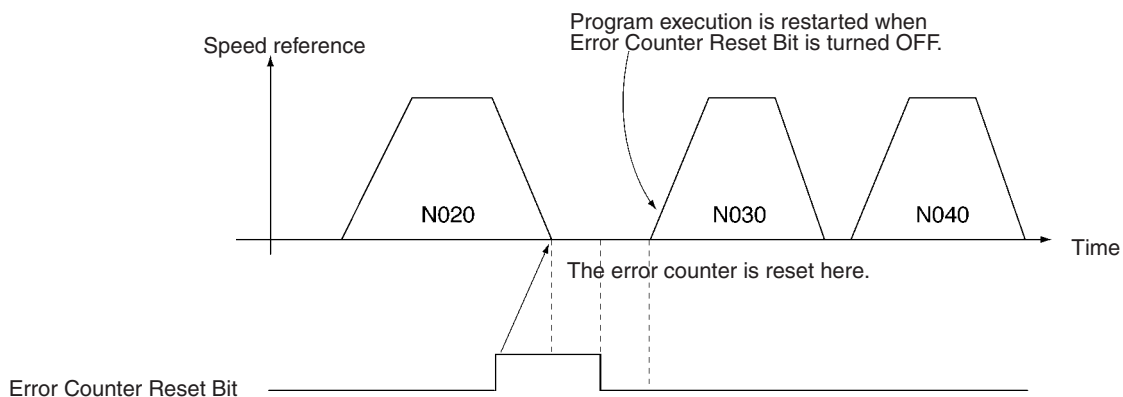 Program execution is restarted when
Error Counter Reset Bit is turned OFF.
Speed reference
N020
N030
N040
Time
The error counter is reset here.
Error Counter Reset Bit